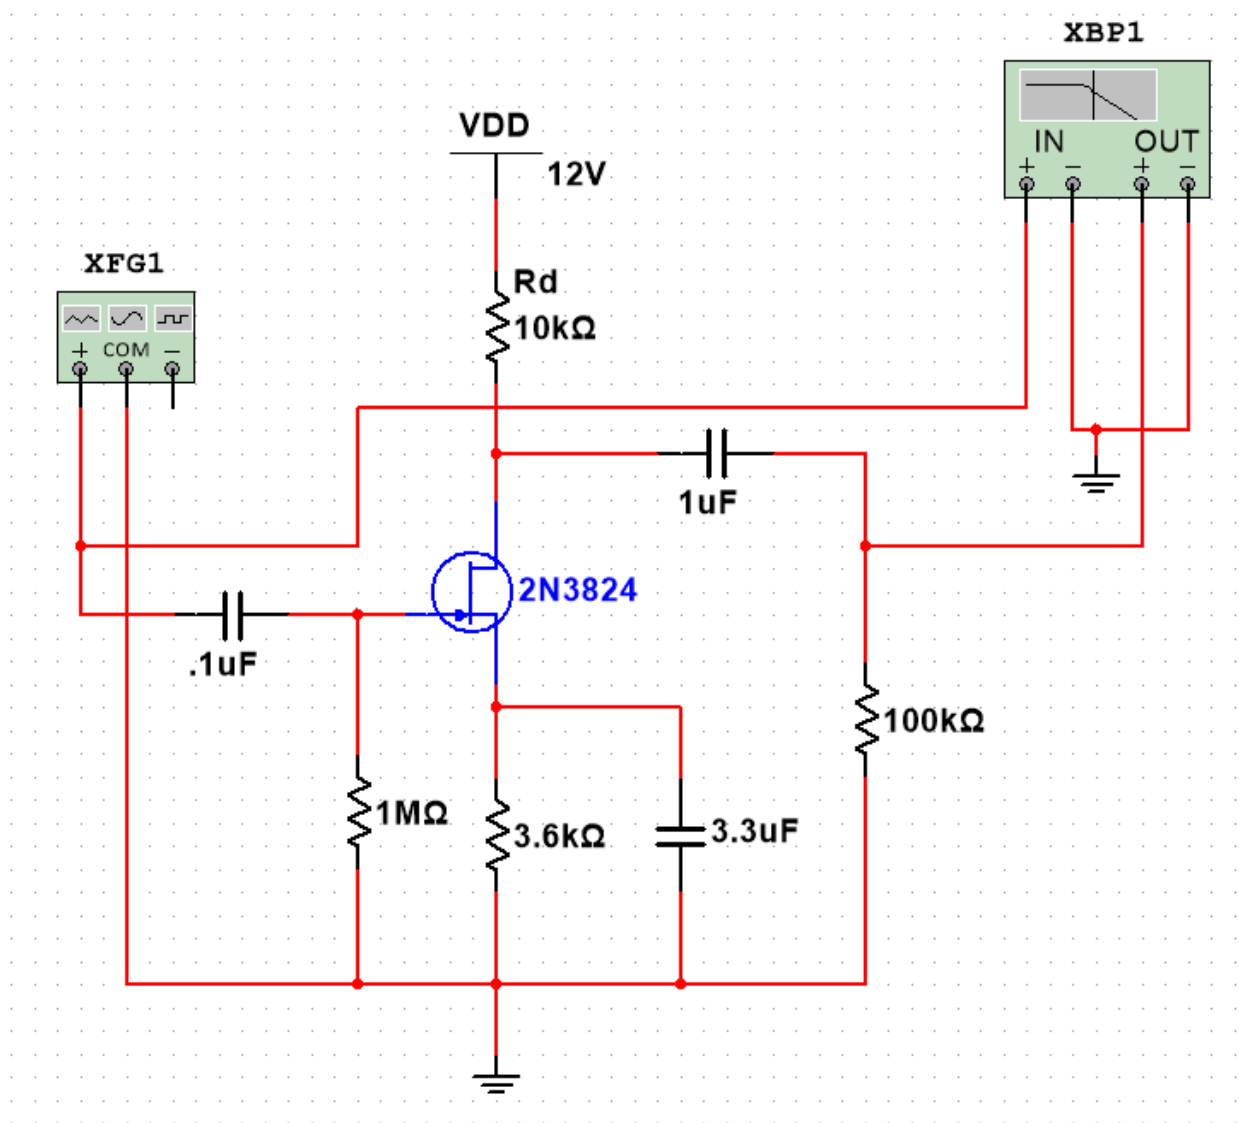 XBP1
IN OUT
+ − + −
VDD
12V
XFG1
+ COM −
Rd
10kΩ
1uF
2N3824
.1uF
100kΩ
1MΩ
3.6kΩ
3.3uF